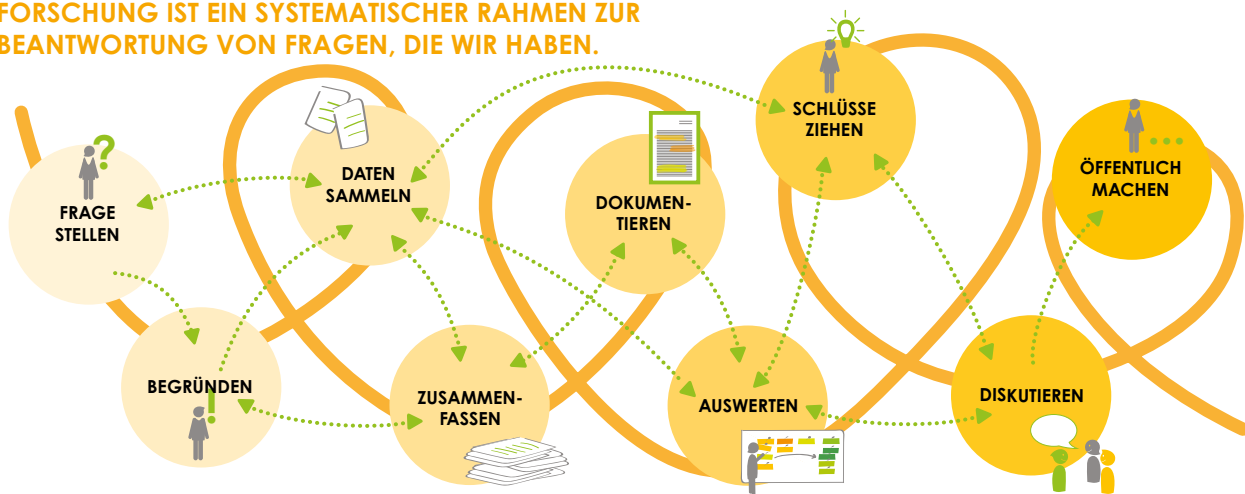 FORSCHUNG IST EIN SYSTEMATISCHER RAHMEN ZUR
BEANTWORTUNG VON FRAGEN, DIE WIR HABEN.
FRAGE
STELLEN
?
BEGRÜNDEN
!
DATEN
SAMMELN
ZUSAMMEN-
FASSEN
DOKUMEN-
TIEREN
AUSWERTEN
SCHLÜSSE
ZIEHEN
DISKUTIEREN
ÖFFENTLICH
MACHEN